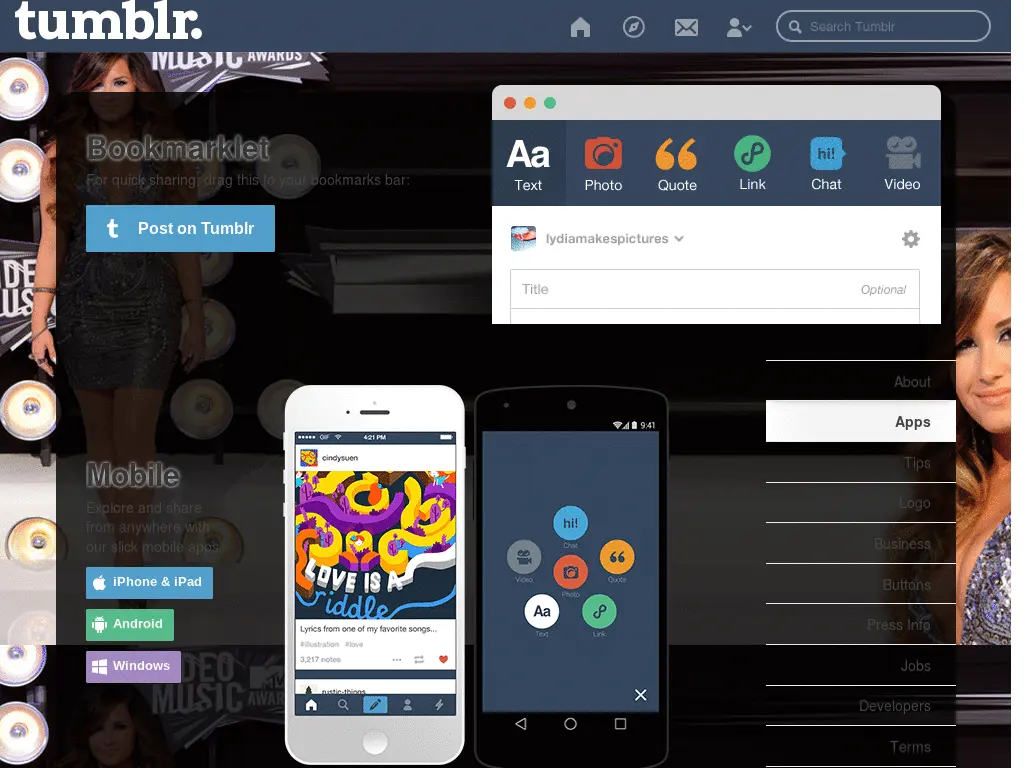 tumblr.
Search Tumblr
MUSIC AWARDS
Bookmarklet
For quick sharing, drag this to your bookmarks bar:
Post on Tumblr
Aa
hi!
Text
Photo
Quote
Link
Chat
Video
lydiamakespictures
Title
Optional
About
Apps
Tips
Logo
Business
Buttons
Press Info
Jobs
Developers
Terms
Mobile
Explore and share
from anywhere with
our slick mobile apps
iPhone & iPad
Android
Windows
GIF
4:21 PM
cindysuen
LOVE IS A
riddle
Lyrics from one of my favorite songs...
#illustration #love
3,217 notes
rustic-things
9:41
hi!
Chat
Video
Quote
Photo
Aa
Text
Link
VIDEO
MUSIC
AWARDS